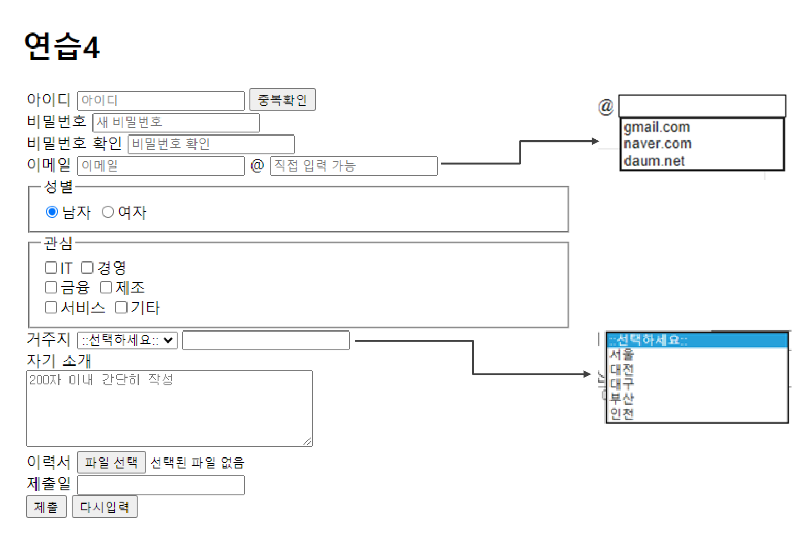 연습4
아이디 아이디 중복확인
비밀번호 새 비밀번호
비밀번호 확인 비밀번호 확인
이메일 이메일 @ 직접 입력 가능
@
gmail.com
naver.com
daum.net
성별
남자 여자
관심
IT 경영
금융 제조
서비스 기타
거주지 ::선택하세요::
::선택하세요::
서울
대전
대구
부산
인천
자기 소개
200자 이내 간단히 작성
이력서 파일 선택 선택된 파일 없음
제출일
제출 다시입력